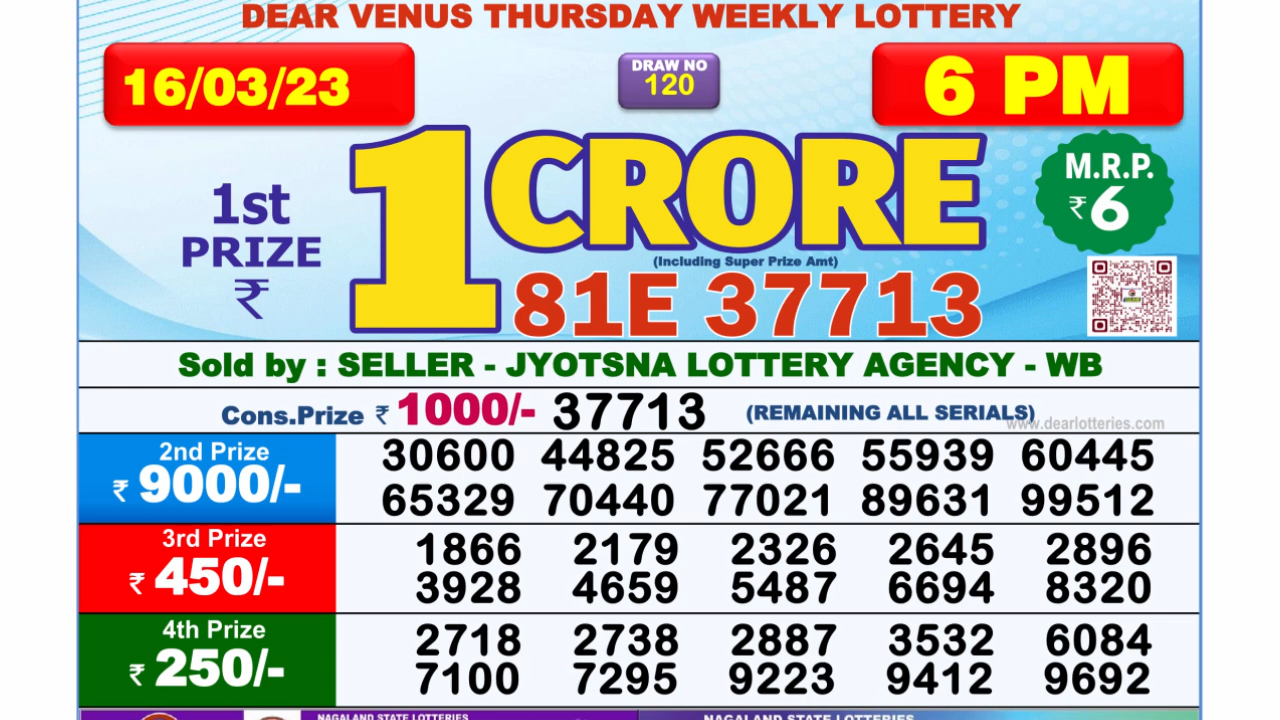 DEAR VENUS THURSDAY WEEKLY LOTTERY
16/03/23
DRAW NO
120
6 PM
1st
PRIZE
₹
1 CRORE
(Including Super Prize Amt)
81E 37713
M.R.P.
₹6
Sold by : SELLER - JYOTSNA LOTTERY AGENCY - WB
Cons.Prize ₹ 1000/- 37713 (REMAINING ALL SERIALS)
www.dearlotteries.com
2nd Prize
₹ 9000/-
30600 44825 52666 55939 60445
65329 70440 77021 89631 99512
3rd Prize
₹ 450/-
1866 2179 2326 2645 2896
3928 4659 5487 6694 8320
4th Prize
₹ 250/-
2718 2738 2887 3532 6084
7100 7295 9223 9412 9692
NAGALAND STATE LOTTERIES NAGALAND STATE LOTTERIES